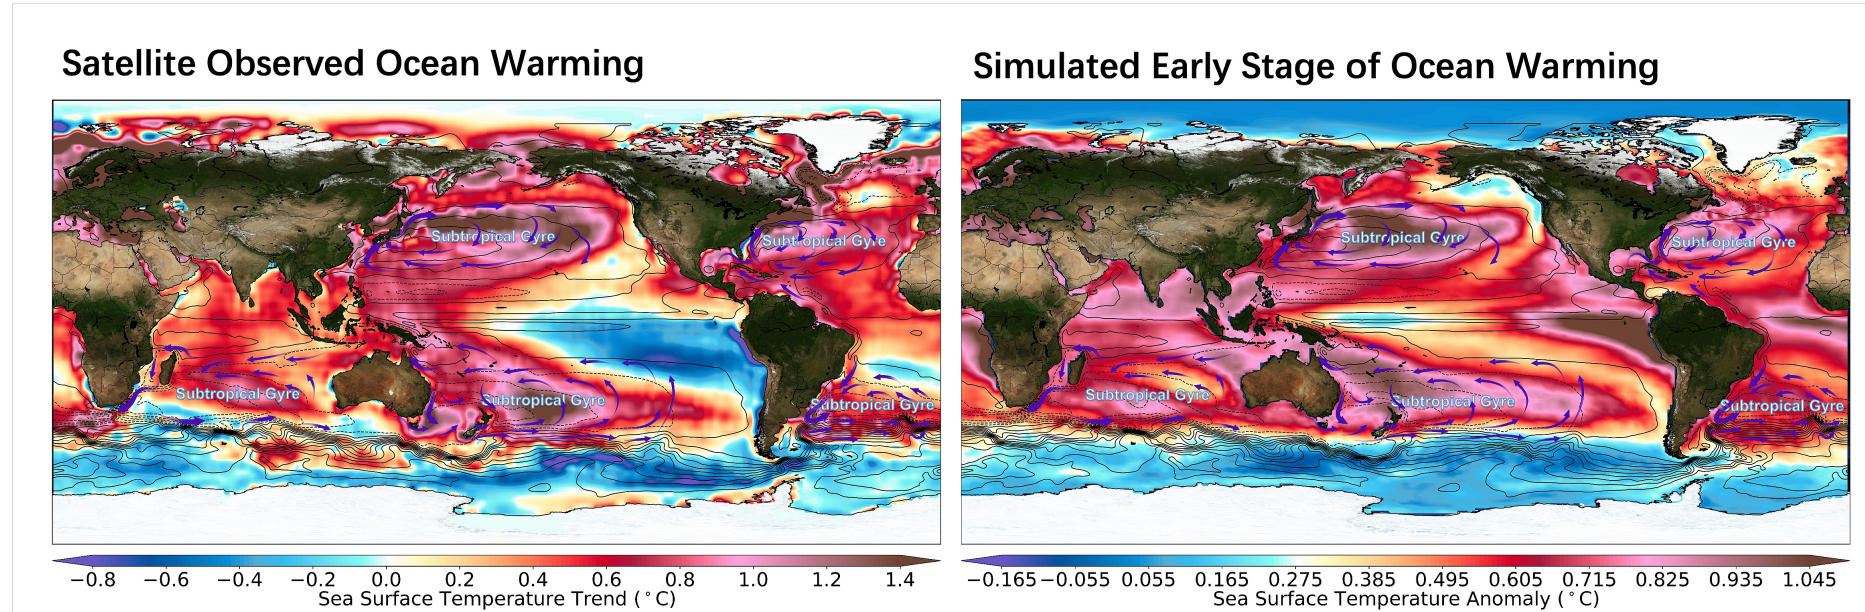 Satellite Observed Ocean Warming
Simulated Early Stage of Ocean Warming
Subtropical Gyre
Subtropical Gyre
Subtropical Gyre
Subtropical Gyre
Subtropical Gyre
Subtropical Gyre
Subtropical Gyre
Subtropical Gyre
Subtropical Gyre
Subtropical Gyre
−0.8 −0.6 −0.4 −0.2 0.0 0.2 0.4 0.6 0.8 1.0 1.2 1.4
Sea Surface Temperature Trend (°C)
−0.165 −0.055 0.055 0.165 0.275 0.385 0.495 0.605 0.715 0.825 0.935 1.045
Sea Surface Temperature Anomaly (°C)